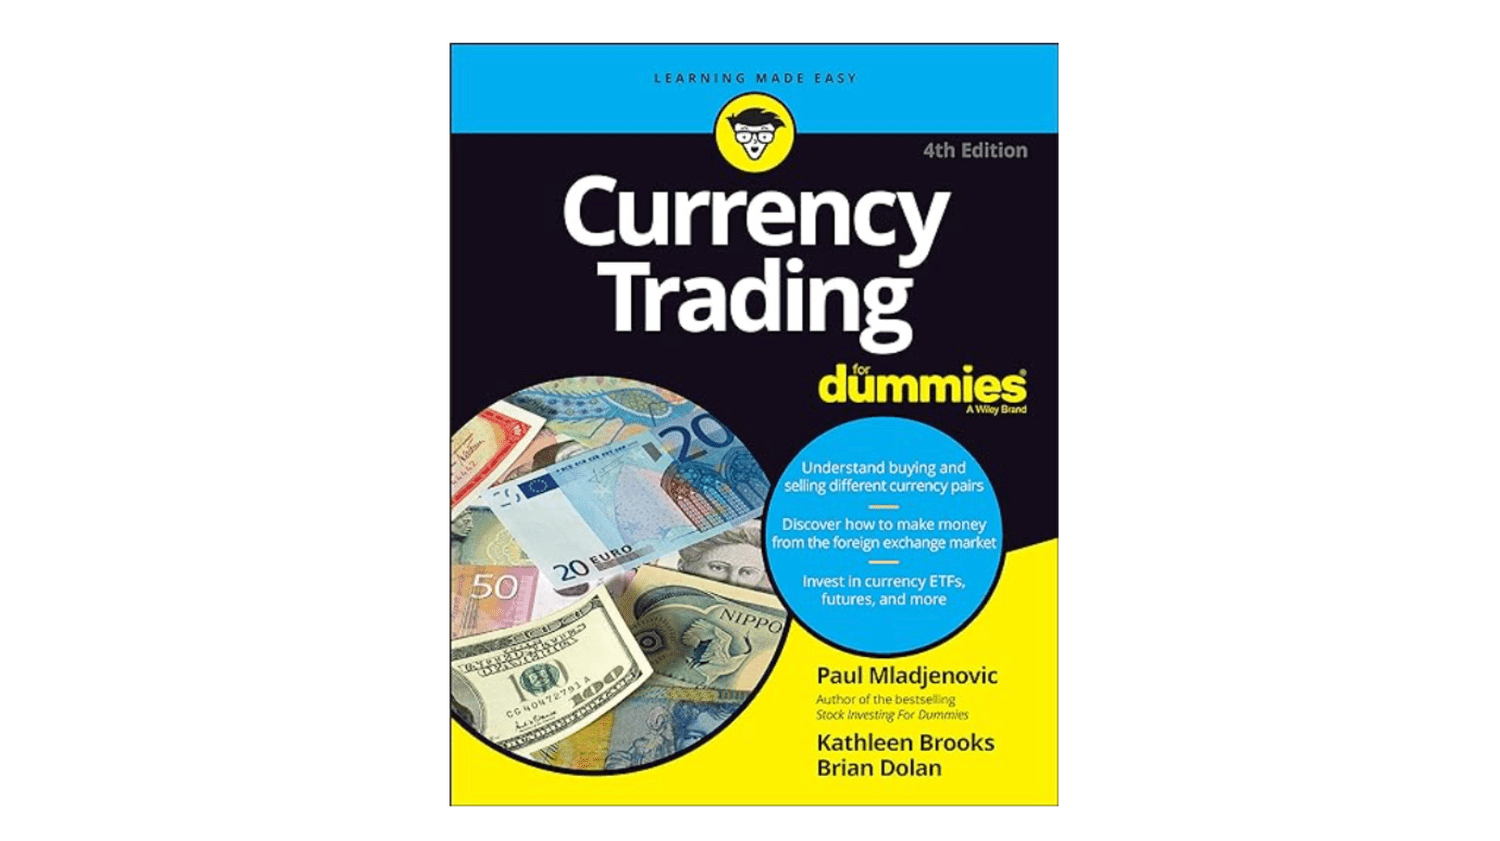 LEARNING MADE EASY
4th Edition
Currency
Trading
for
dummies®
A Wiley Brand
Understand buying and
selling different currency pairs
Discover how to make money
from the foreign exchange market
Invest in currency ETFs,
futures, and more
20
20 EURO
50
NIPPO
100
CG40472791A
100
Paul Mladjenovic
Author of the bestselling
Stock Investing For Dummies
Kathleen Brooks
Brian Dolan